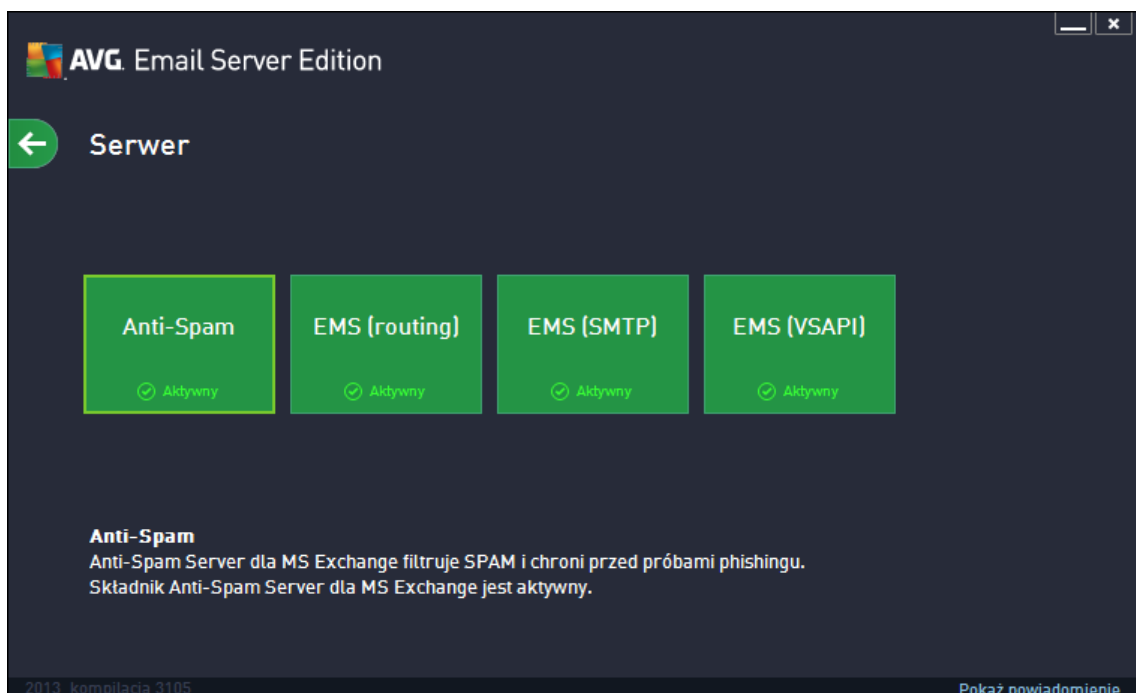 AVG. Email Server Edition
Serwer
Anti-Spam
Aktywny
EMS (routing)
Aktywny
EMS (SMTP)
Aktywny
EMS (VSAPI)
Aktywny
Anti-Spam
Anti-Spam Server dla MS Exchange filtruje SPAM i chroni przed próbami phishingu.
Składnik Anti-Spam Server dla MS Exchange jest aktywny.
2013 kompilacja 3105
Pokaż powiadomienie